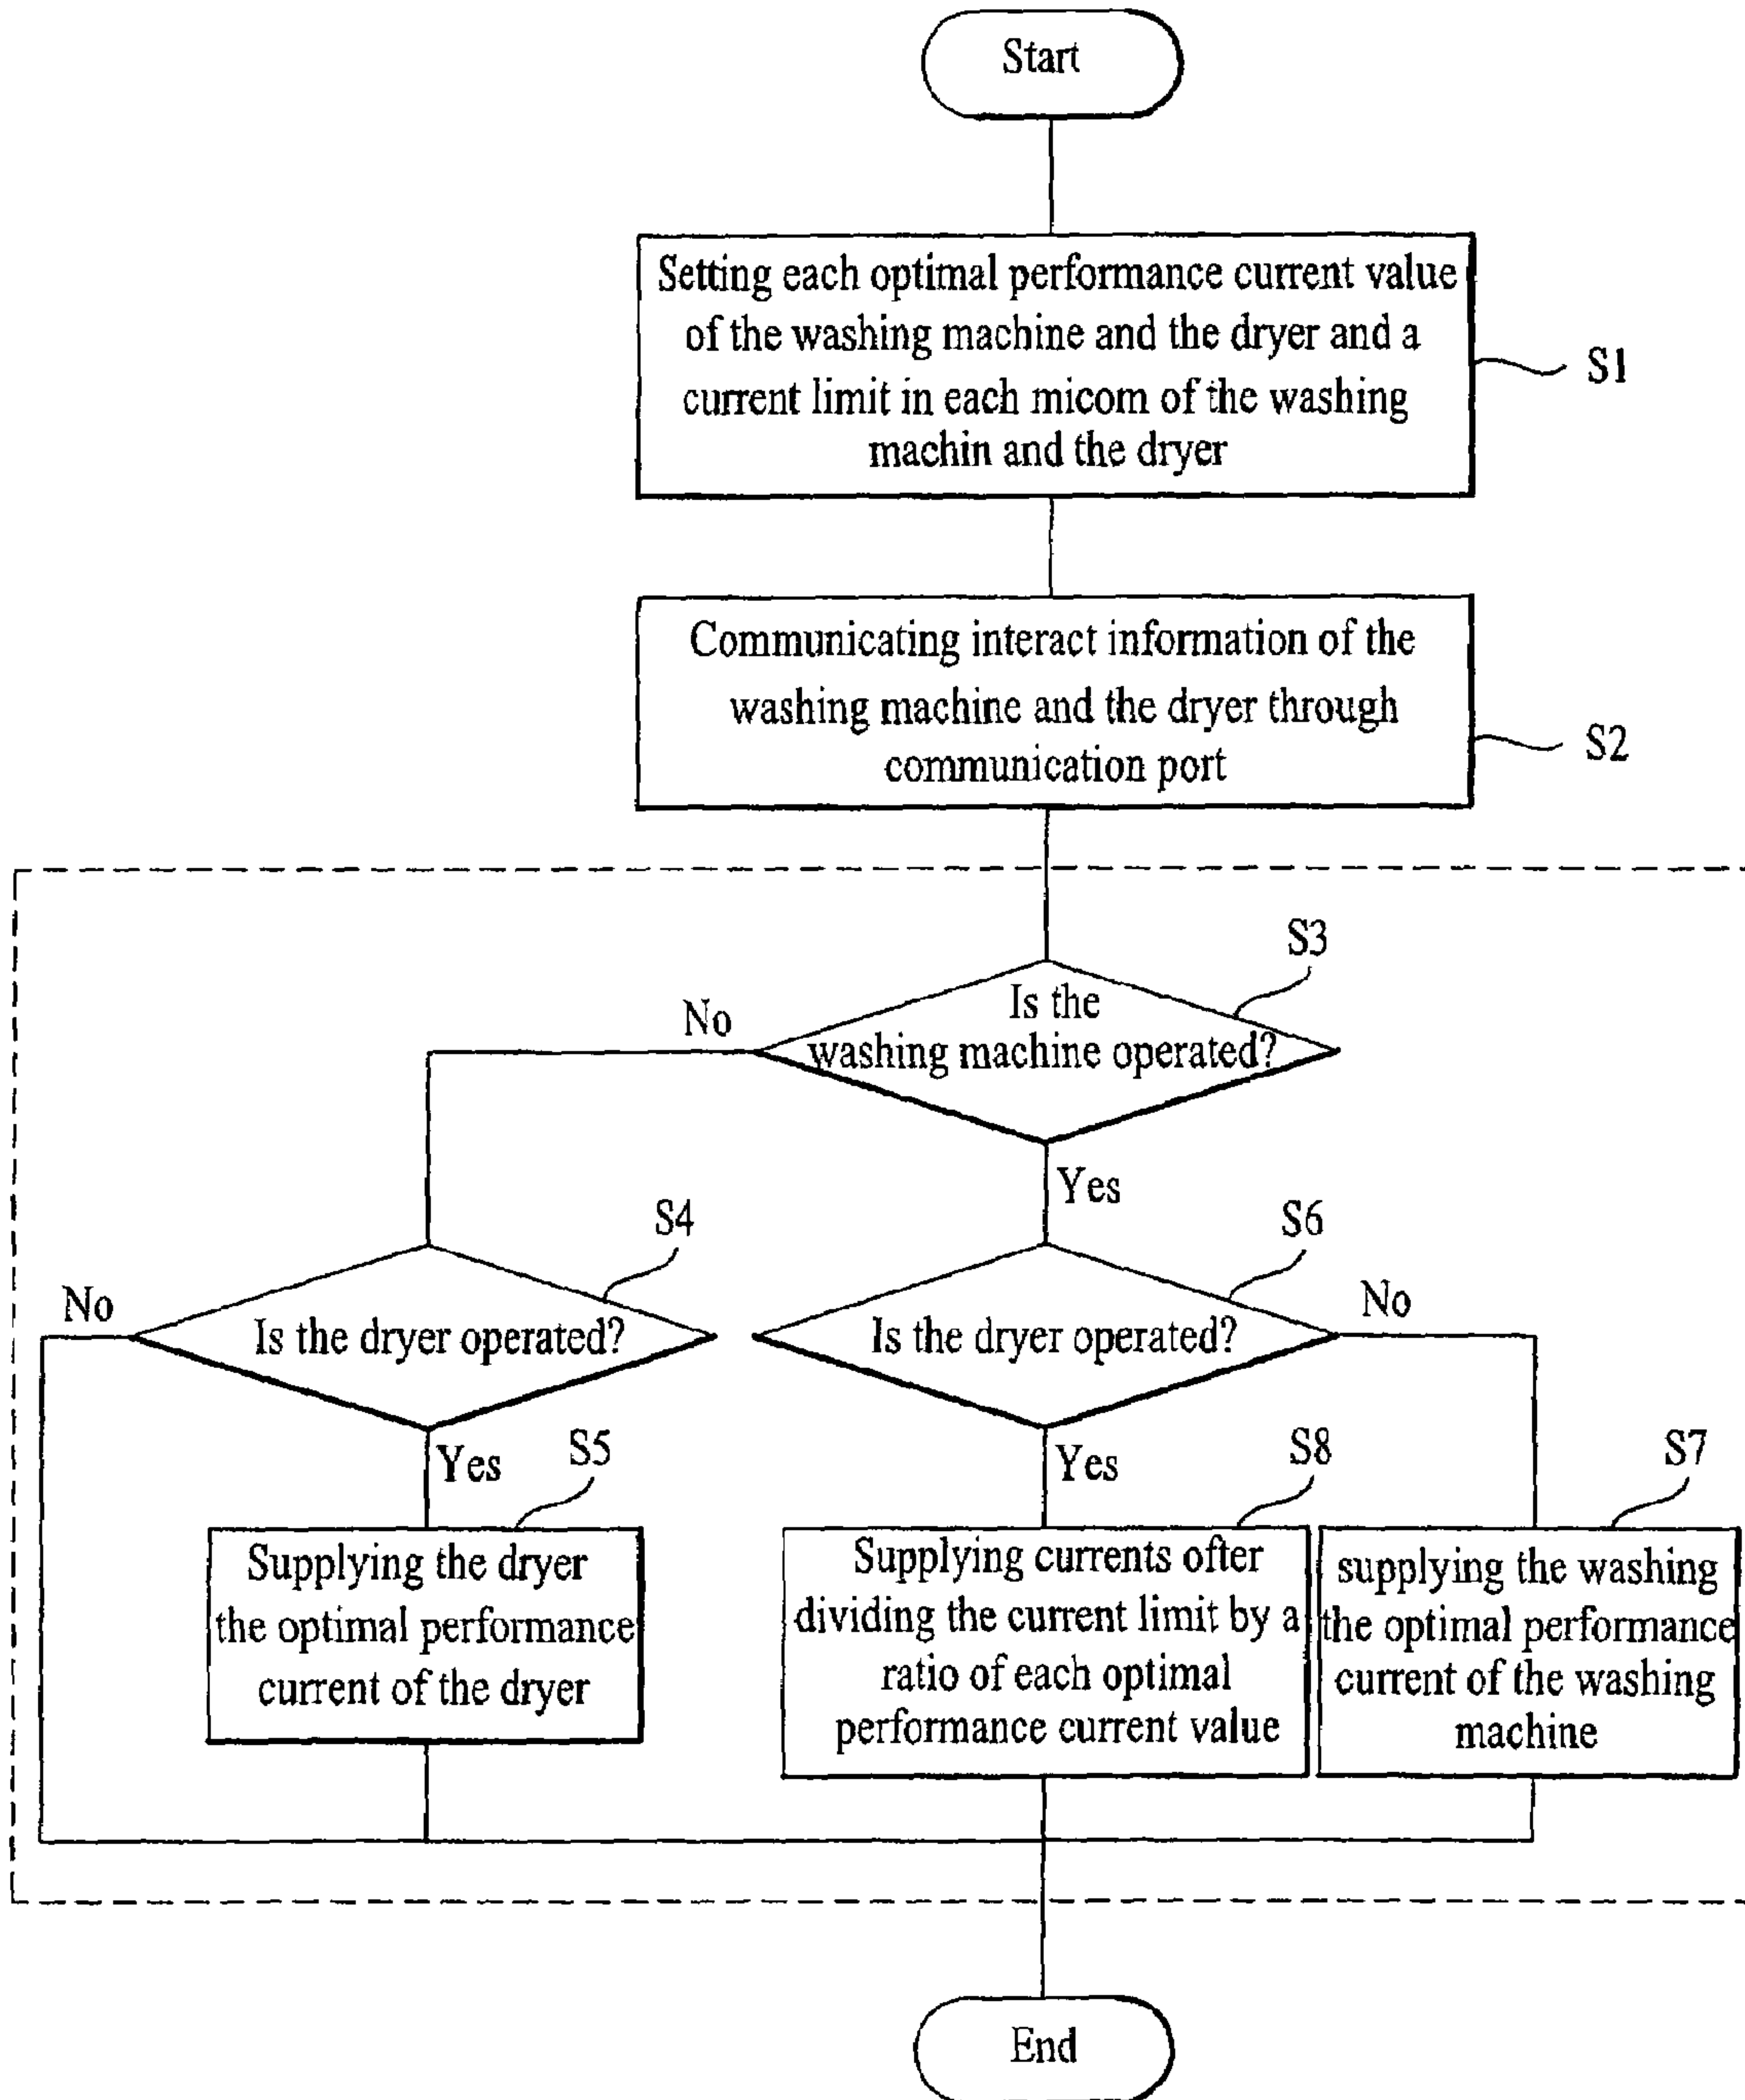 Start
Setting each optimal performance current value
of the washing machine and the dryer and a
current limit in each micom of the washing
machin and the dryer
S1
Communicating interact information of the
washing machine and the dryer through
communication port
S2
S3
Is the
washing machine operated?
No
Yes
S4
Is the dryer operated?
No
Yes
S6
Is the dryer operated?
No
Yes
S5
Supplying the dryer
the optimal performance
current of the dryer
S8
Supplying currents ofter
dividing the current limit by a
ratio of each optimal
performance current value
S7
supplying the washing
the optimal performance
current of the washing
machine
End